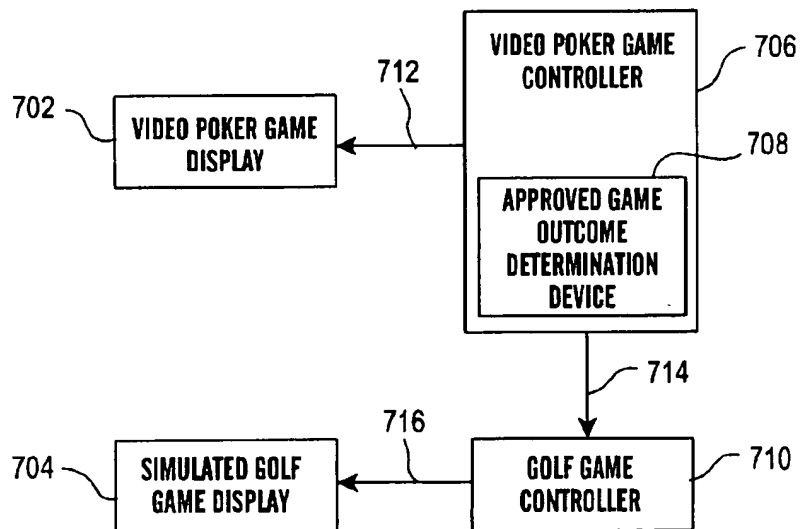 VIDEO POKER GAME
CONTROLLER
706
712
702
VIDEO POKER GAME
DISPLAY
708
APPROVED GAME
OUTCOME
DETERMINATION
DEVICE
714
716
704
SIMULATED GOLF
GAME DISPLAY
GOLF GAME
CONTROLLER
710